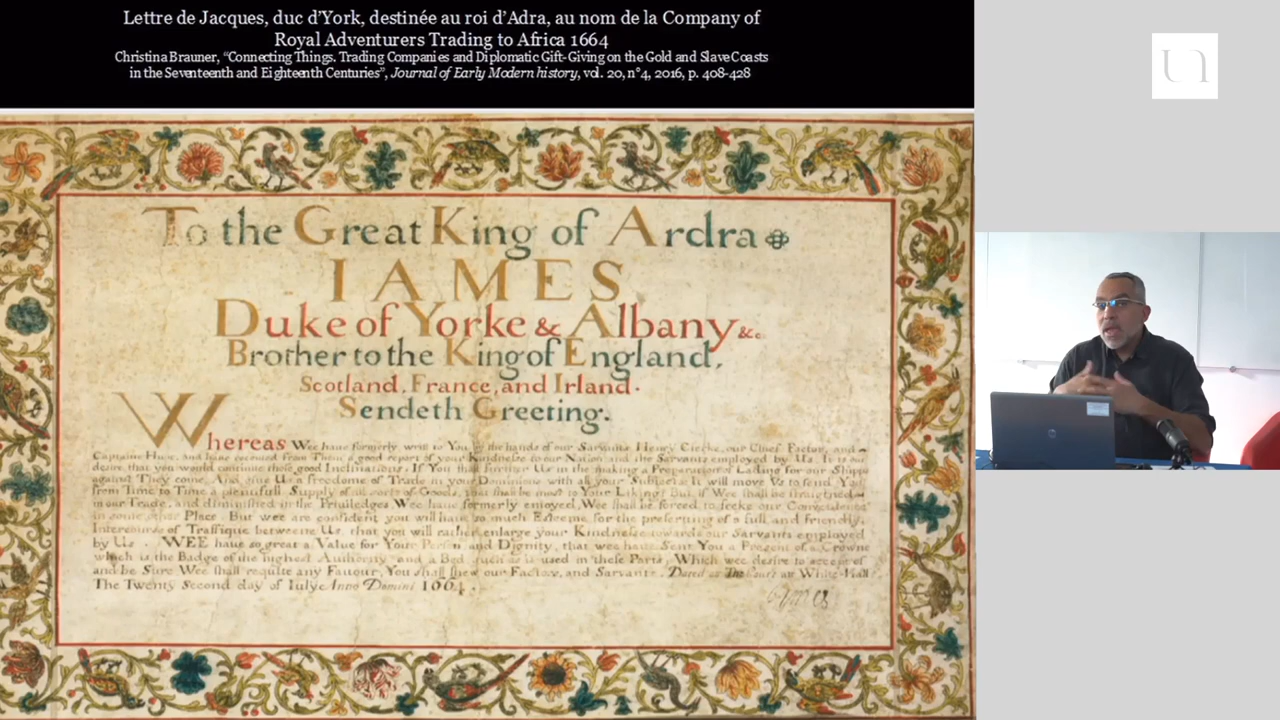 Lettre de Jacques, duc d'York, destinée au roi d'Adra, au nom de la Company of
Royal Adventurers Trading to Africa 1664
Christina Brauner, "Connecting Things. Trading Companies and Diplomatic Gift-Giving on the Gold and Slave Coasts
in the Seventeenth and Eighteenth Centuries", Journal of Early Modern history, vol. 20, n°4, 2016, p. 408-428
To the Great King of Ardra
IAMES
Duke of Yorke & Albany &c.
Brother to the King of England,
Scotland, France, and Irland.
Sendeth Greeting.
Whereas Wee have formerly writt to You by the hands of our Servants Henry our Chief Factor, and
Captaine and have received from Them a good report of your Kindnesse to our Nation and the Servants employed by Us. It is our
desire that you would continue those good Inclinations. If You shall further Us in the making a Preparation of Lading for our Shipps
against They come, And give Us a freedome of Trade in your Dominions with all your Subjects It will move Us to send You
from Time to Time a plentifull Supply of all sorts of Goods, that shall be most to Your Liking; But if Wee shall be straightned
in our Trade, and diminished in the Priviledges Wee have formerly enjoyed, Wee shall be forced to seeke our Convenience
in some other Place. But wee are confident you will have so much Esteeme for the preserving of a full and friendly
Intercourse of Traffique betweene Us, that you will rather enlarge your Kindnesse towards our Servants employed
by Us. WEE have so great a Value for Your Person and Dignity, that wee have Sent You a Present of a Crowne
which is the Badge of the highest Authority and a Bed such as is used in these Parts, Which wee desire to accept of
and be Sure Wee shall requite any Favour You shall shew our Factor, and Servants. Dated at The Court att White-Hall.
The Twenty Second day of Iuly Anno Domini 1664.
hp
un